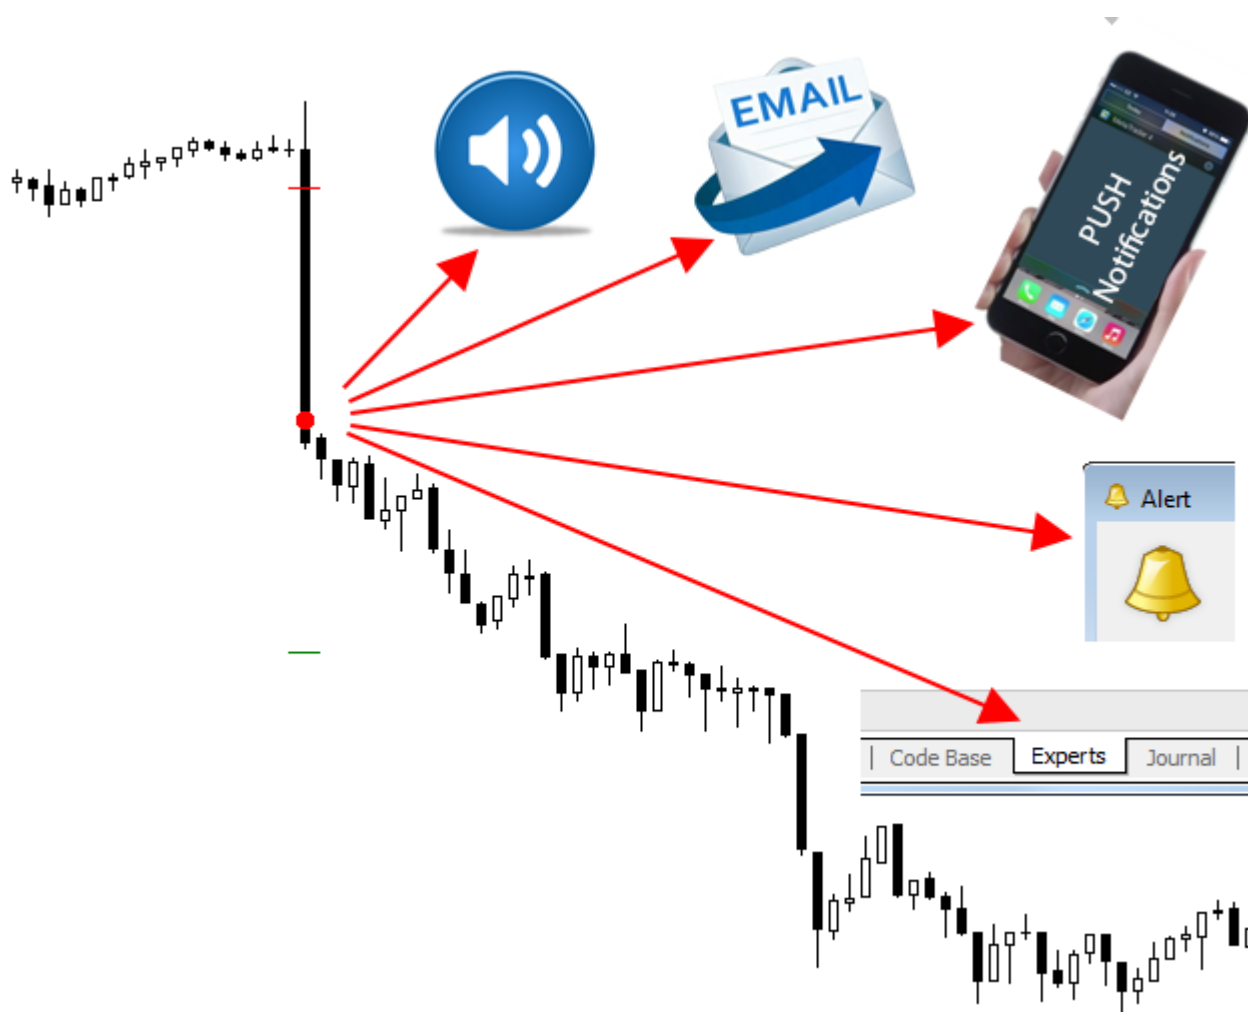 EMAIL
PUSH
Notifications
Alert
| Code Base
Experts
Journal |